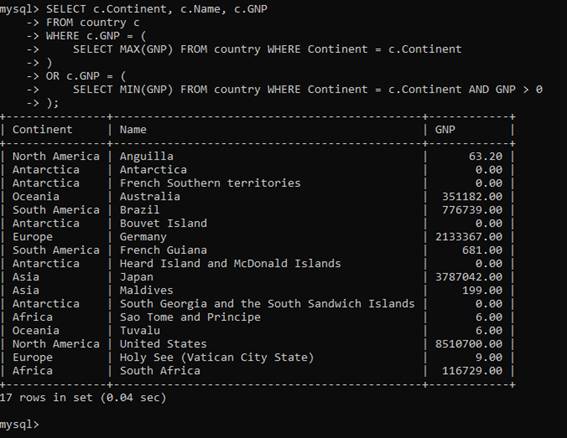 mysql> SELECT c.Continent, c.Name, c.GNP
    -> FROM country c
    -> WHERE c.GNP = (
    ->     SELECT MAX(GNP) FROM country WHERE Continent = c.Continent
    -> )
    -> OR c.GNP = (
    ->     SELECT MIN(GNP) FROM country WHERE Continent = c.Continent AND GNP > 0
    -> );
+---------------+----------------------------------------------+------------+
| Continent     | Name                                         | GNP        |
+---------------+----------------------------------------------+------------+
| North America | Anguilla                                     |      63.20 |
| Antarctica    | Antarctica                                   |       0.00 |
| Antarctica    | French Southern territories                  |       0.00 |
| Oceania       | Australia                                    |  351182.00 |
| South America | Brazil                                       |  776739.00 |
| Antarctica    | Bouvet Island                                |       0.00 |
| Europe        | Germany                                      | 2133367.00 |
| South America | French Guiana                                |     681.00 |
| Antarctica    | Heard Island and McDonald Islands            |       0.00 |
| Asia          | Japan                                        | 3787042.00 |
| Asia          | Maldives                                     |     199.00 |
| Antarctica    | South Georgia and the South Sandwich Islands |       0.00 |
| Africa        | Sao Tome and Principe                        |       6.00 |
| Oceania       | Tuvalu                                       |       6.00 |
| North America | United States                                | 8510700.00 |
| Europe        | Holy See (Vatican City State)                |       9.00 |
| Africa        | South Africa                                 |  116729.00 |
+---------------+----------------------------------------------+------------+
17 rows in set (0.04 sec)
mysql>